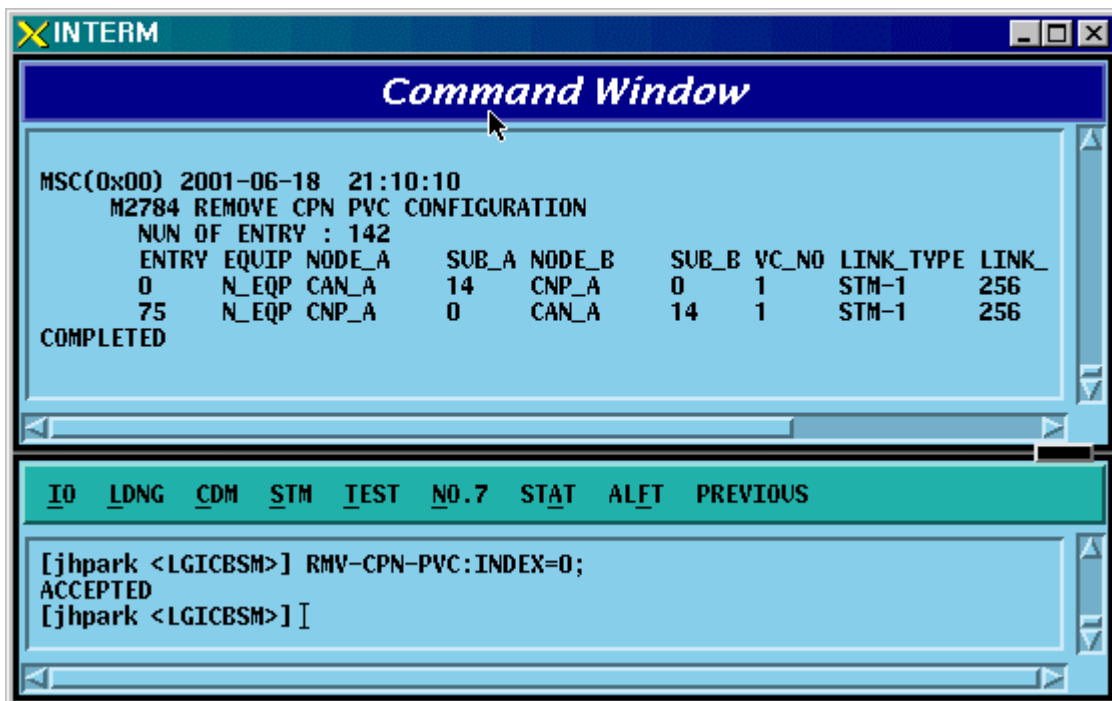 INTERM
Command Window
MSC(0x00) 2001-06-18 21:10:10
M2784 REMOVE CPN PVC CONFIGURATION
NUN OF ENTRY : 142
ENTRY EQUIP NODE_A SUB_A NODE_B SUB_B VC_NO LINK_TYPE LINK_
0 N_EQP CAN_A 14 CNP_A 0 1 STM-1 256
75 N_EQP CNP_A 0 CAN_A 14 1 STM-1 256
COMPLETED
IO LDNG CDM STM TEST NO.7 STAT ALFT PREVIOUS
[jhpark <LGICBSM>] RMV-CPN-PVC:INDEX=0;
ACCEPTED
[jhpark <LGICBSM>]